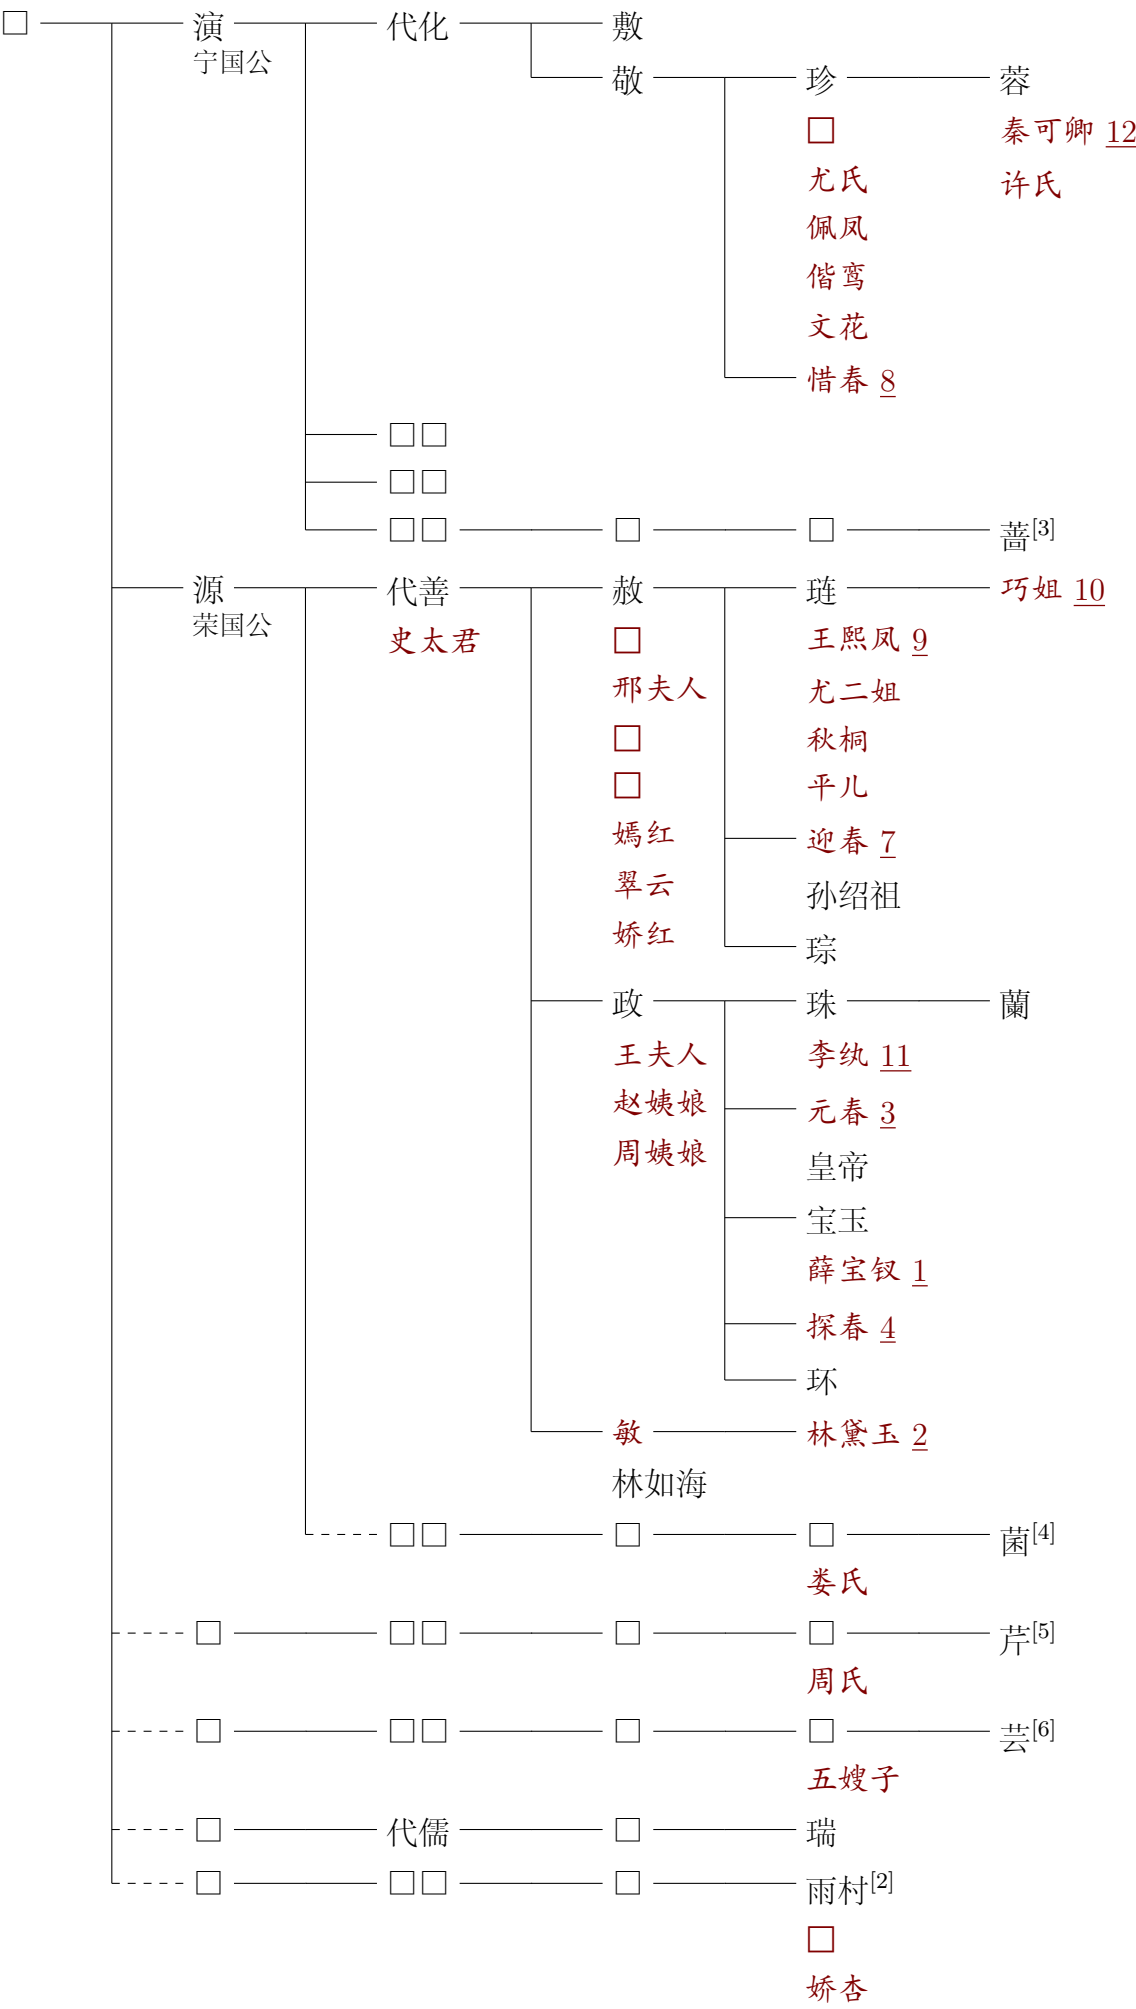 □ 演 代化 敷
宁国公
敬 珍 蓉
□ 秦可卿 12
尤氏 许氏
佩凤
偕鸾
文花
惜春 8
□□
□□
□□ □ □ 蔷[3]
源 代善 赦 琏 巧姐 10
荣国公 史太君 □ 王熙凤 9
邢夫人 尤二姐
□ 秋桐
□ 平儿
嫣红 迎春 7
翠云 孙绍祖
娇红 琮
政 珠 蘭
王夫人 李纨 11
赵姨娘 元春 3
周姨娘 皇帝
宝玉
薛宝钗 1
探春 4
环
敏 林黛玉 2
林如海
□□ □ □ 菌[4]
娄氏
□ □□ □ □ 芹[5]
周氏
□ □□ □ □ 芸[6]
五嫂子
□ 代儒 □ 瑞
□ □□ □ 雨村[2]
□
娇杏